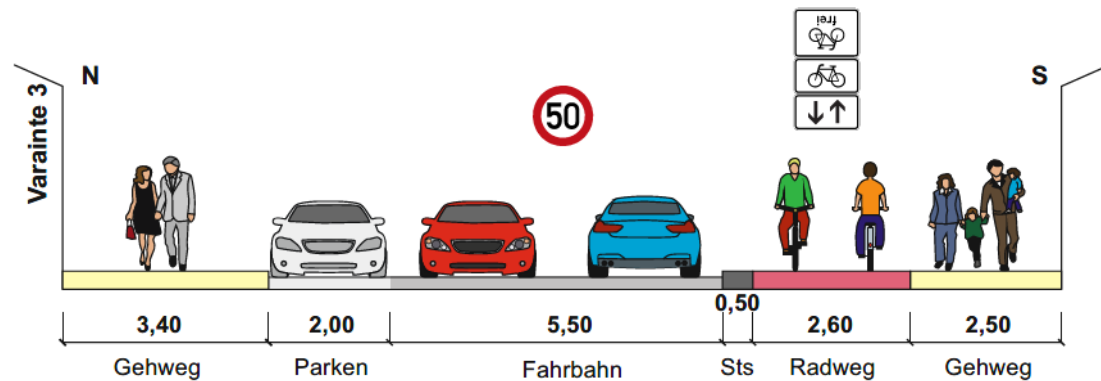 frei
N
S
Varainte 3
50
0,50
3,40
2,00
5,50
2,60
2,50
Gehweg
Parken
Fahrbahn
Sts
Radweg
Gehweg